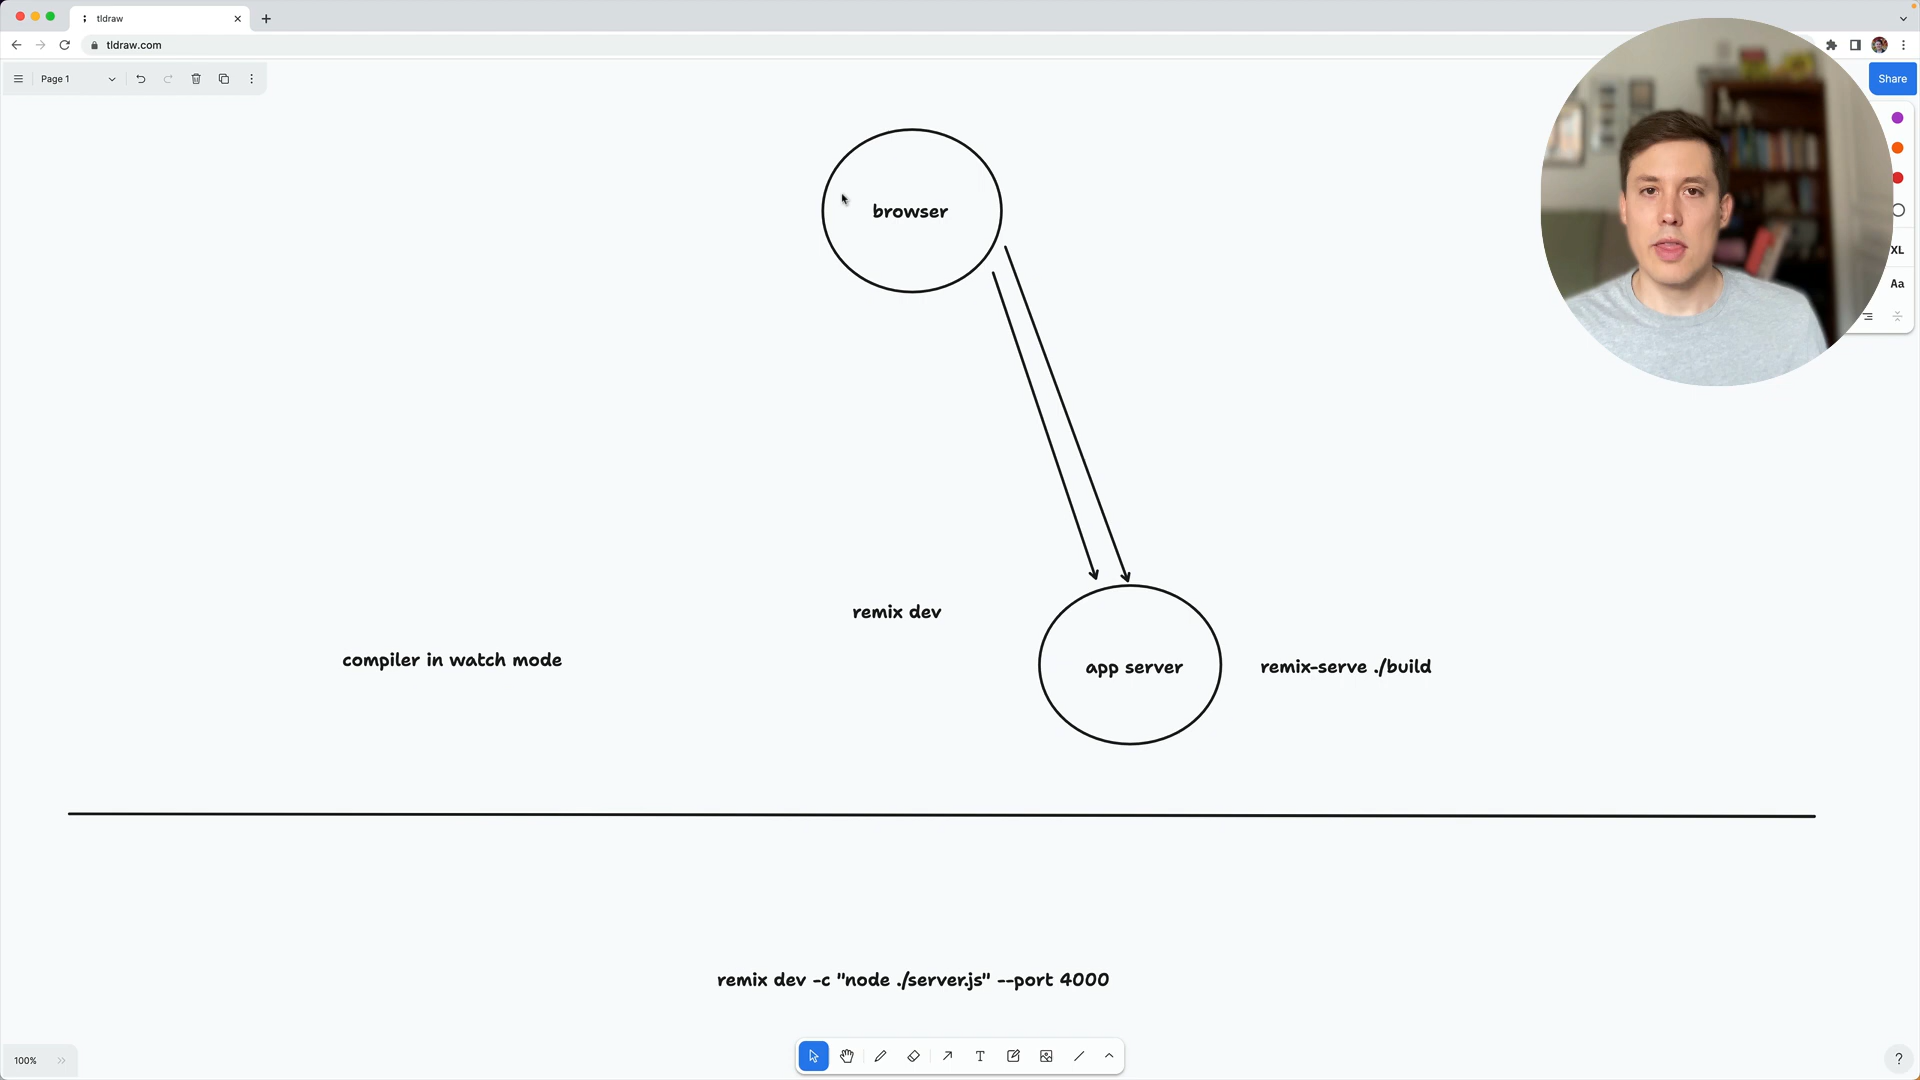 tldraw
tldraw.com
Page 1
Share
XL
Aa
browser
remix dev
compiler in watch mode
app server
remix-serve ./build
remix dev -c "node ./server.js" --port 4000
100%
T
?